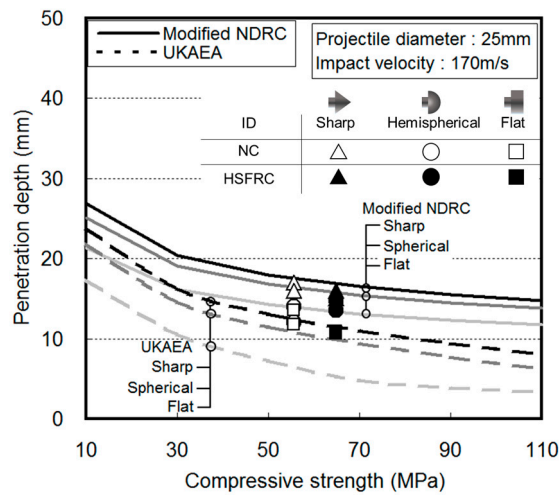 50
40
30
20
10
0
Penetration depth (mm)
Modified NDRC
UKAEA
Projectile diameter : 25mm
Impact velocity : 170m/s
ID Sharp Hemispherical Flat
NC
HSFRC
Modified NDRC
Sharp
Spherical
Flat
UKAEA
Sharp
Spherical
Flat
10 30 50 70 90 110
Compressive strength (MPa)